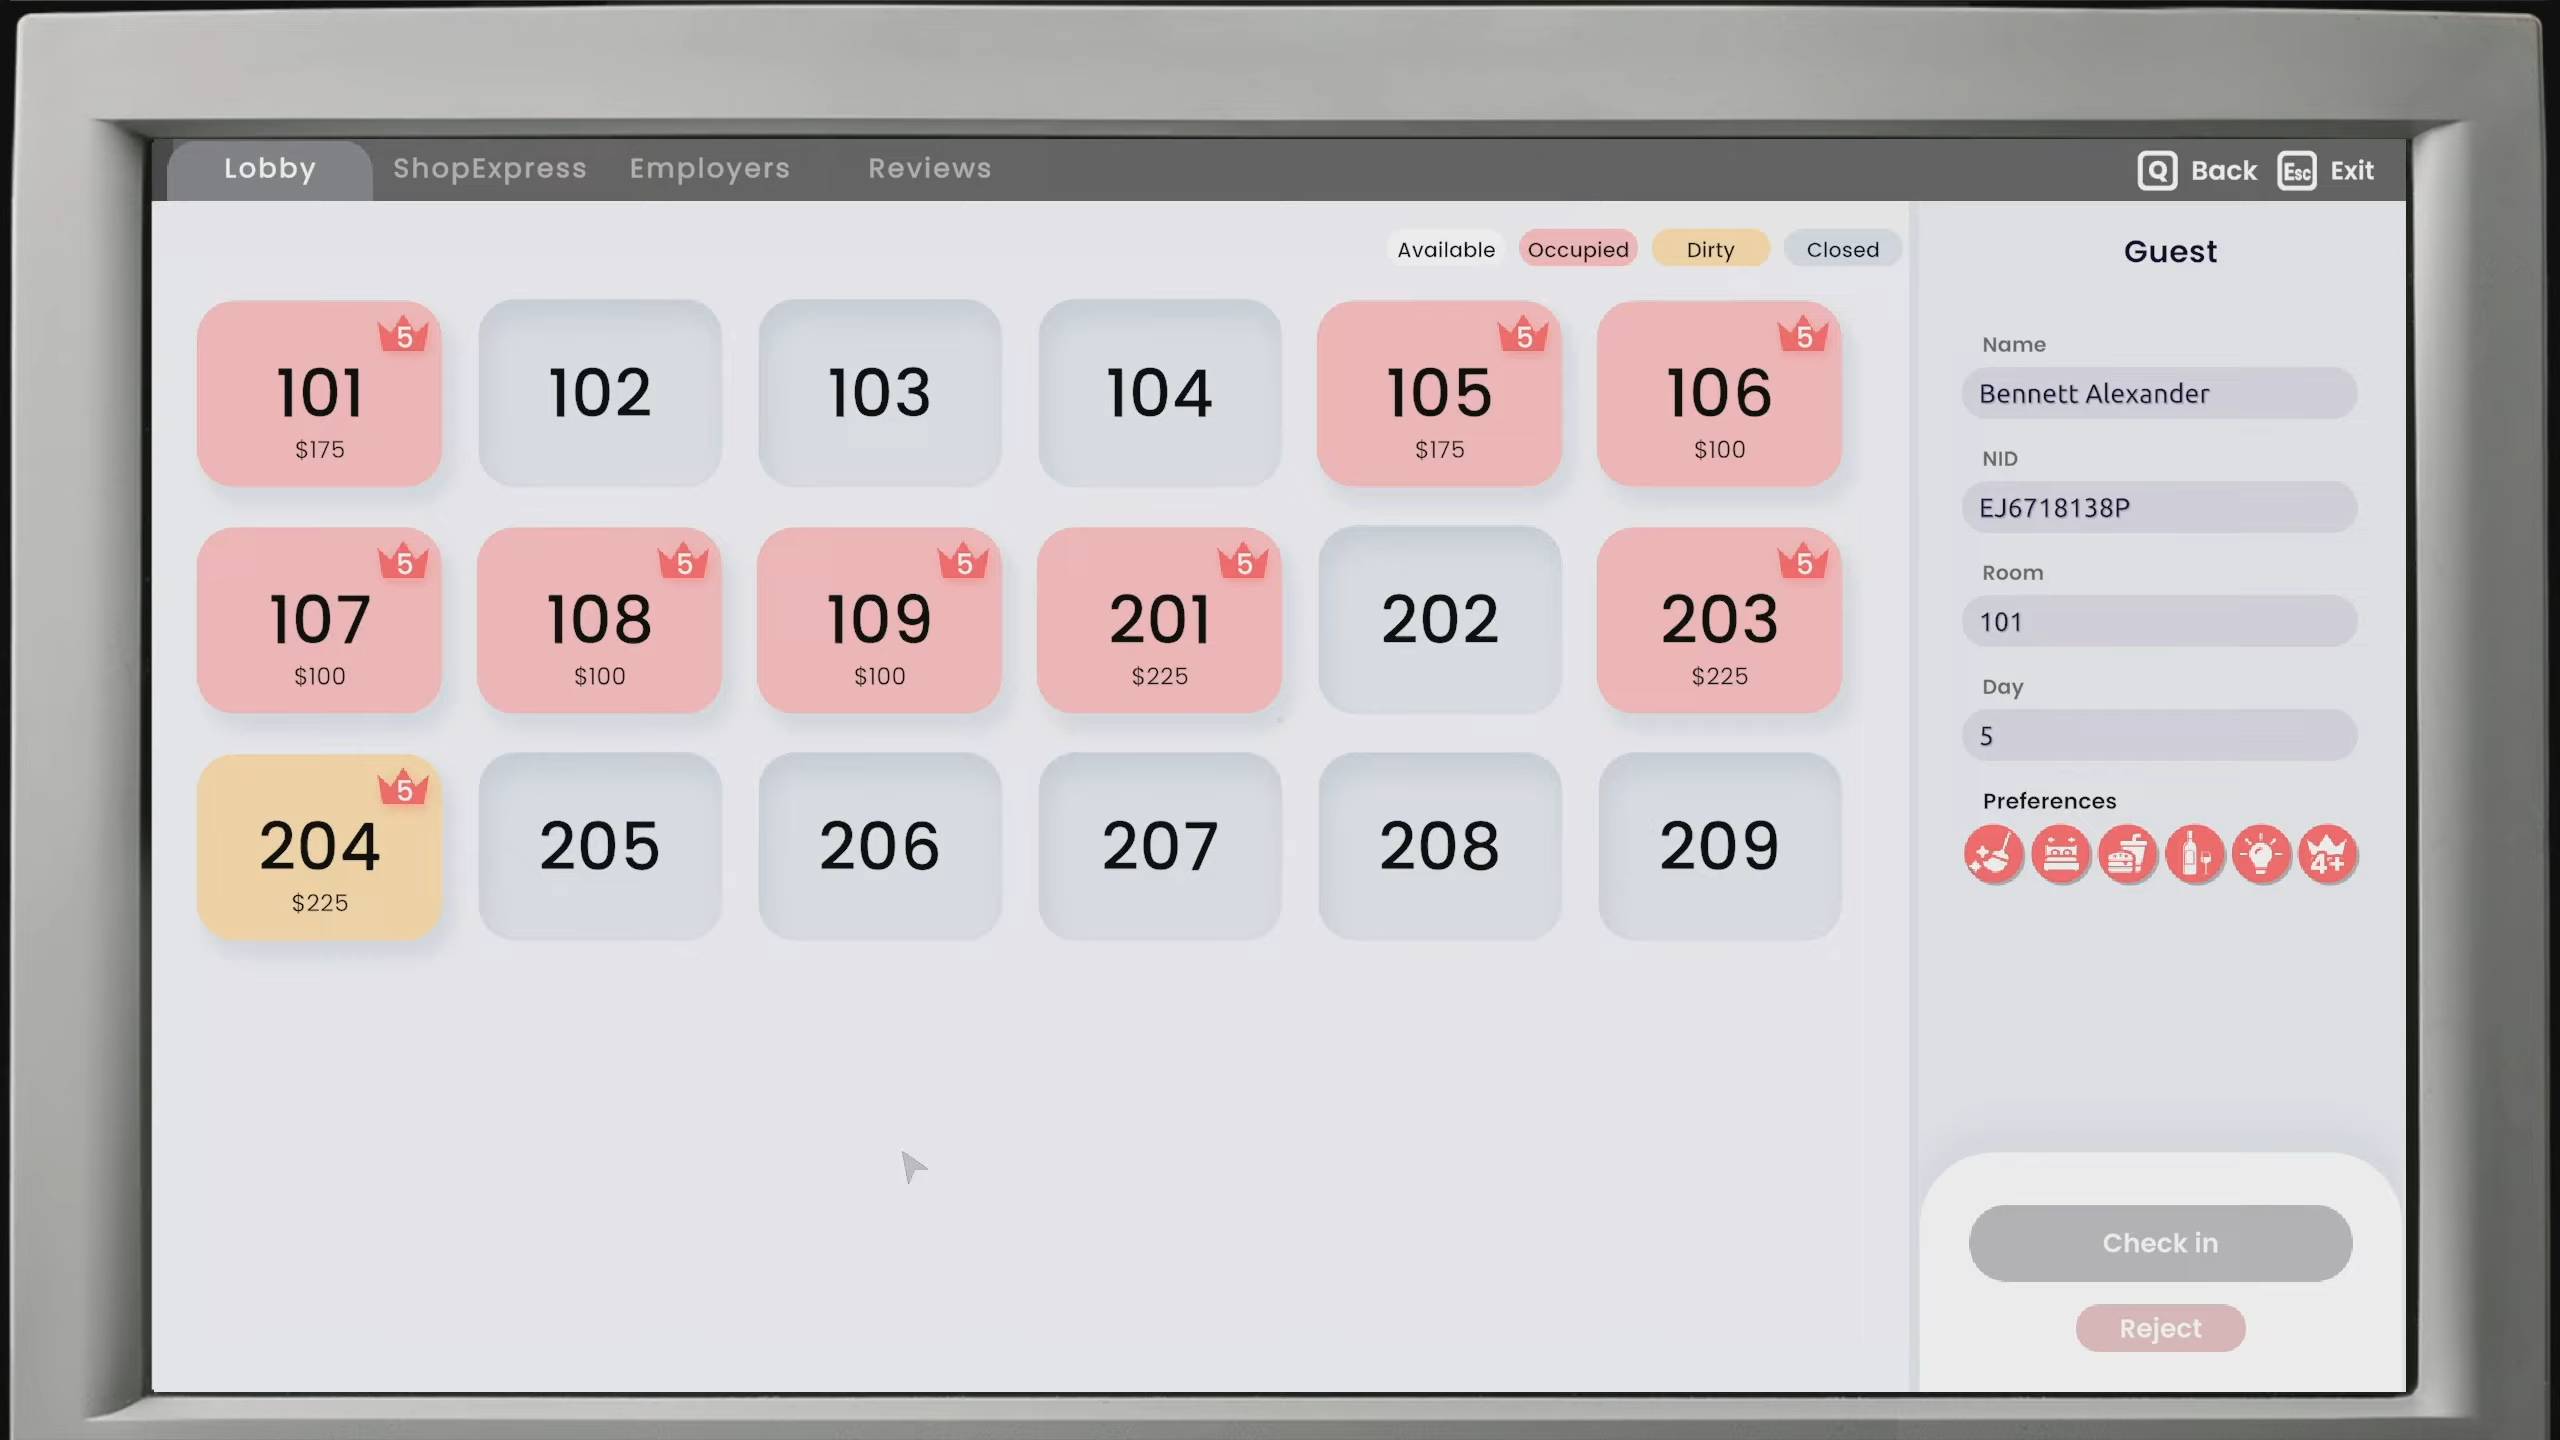 Lobby ShopExpress Employers Reviews Q Back Esc Exit
Available Occupied Dirty Closed
5 5 5
101 102 103 104 105 106
$175 $175 $100
5 5 5 5 5
107 108 109 201 202 203
$100 $100 $100 $225 $225
5
204 205 206 207 208 209
$225
Guest
Name
Bennett Alexander
NID
EJ6718138P
Room
101
Day
5
Preferences
4+
Check in
Reject